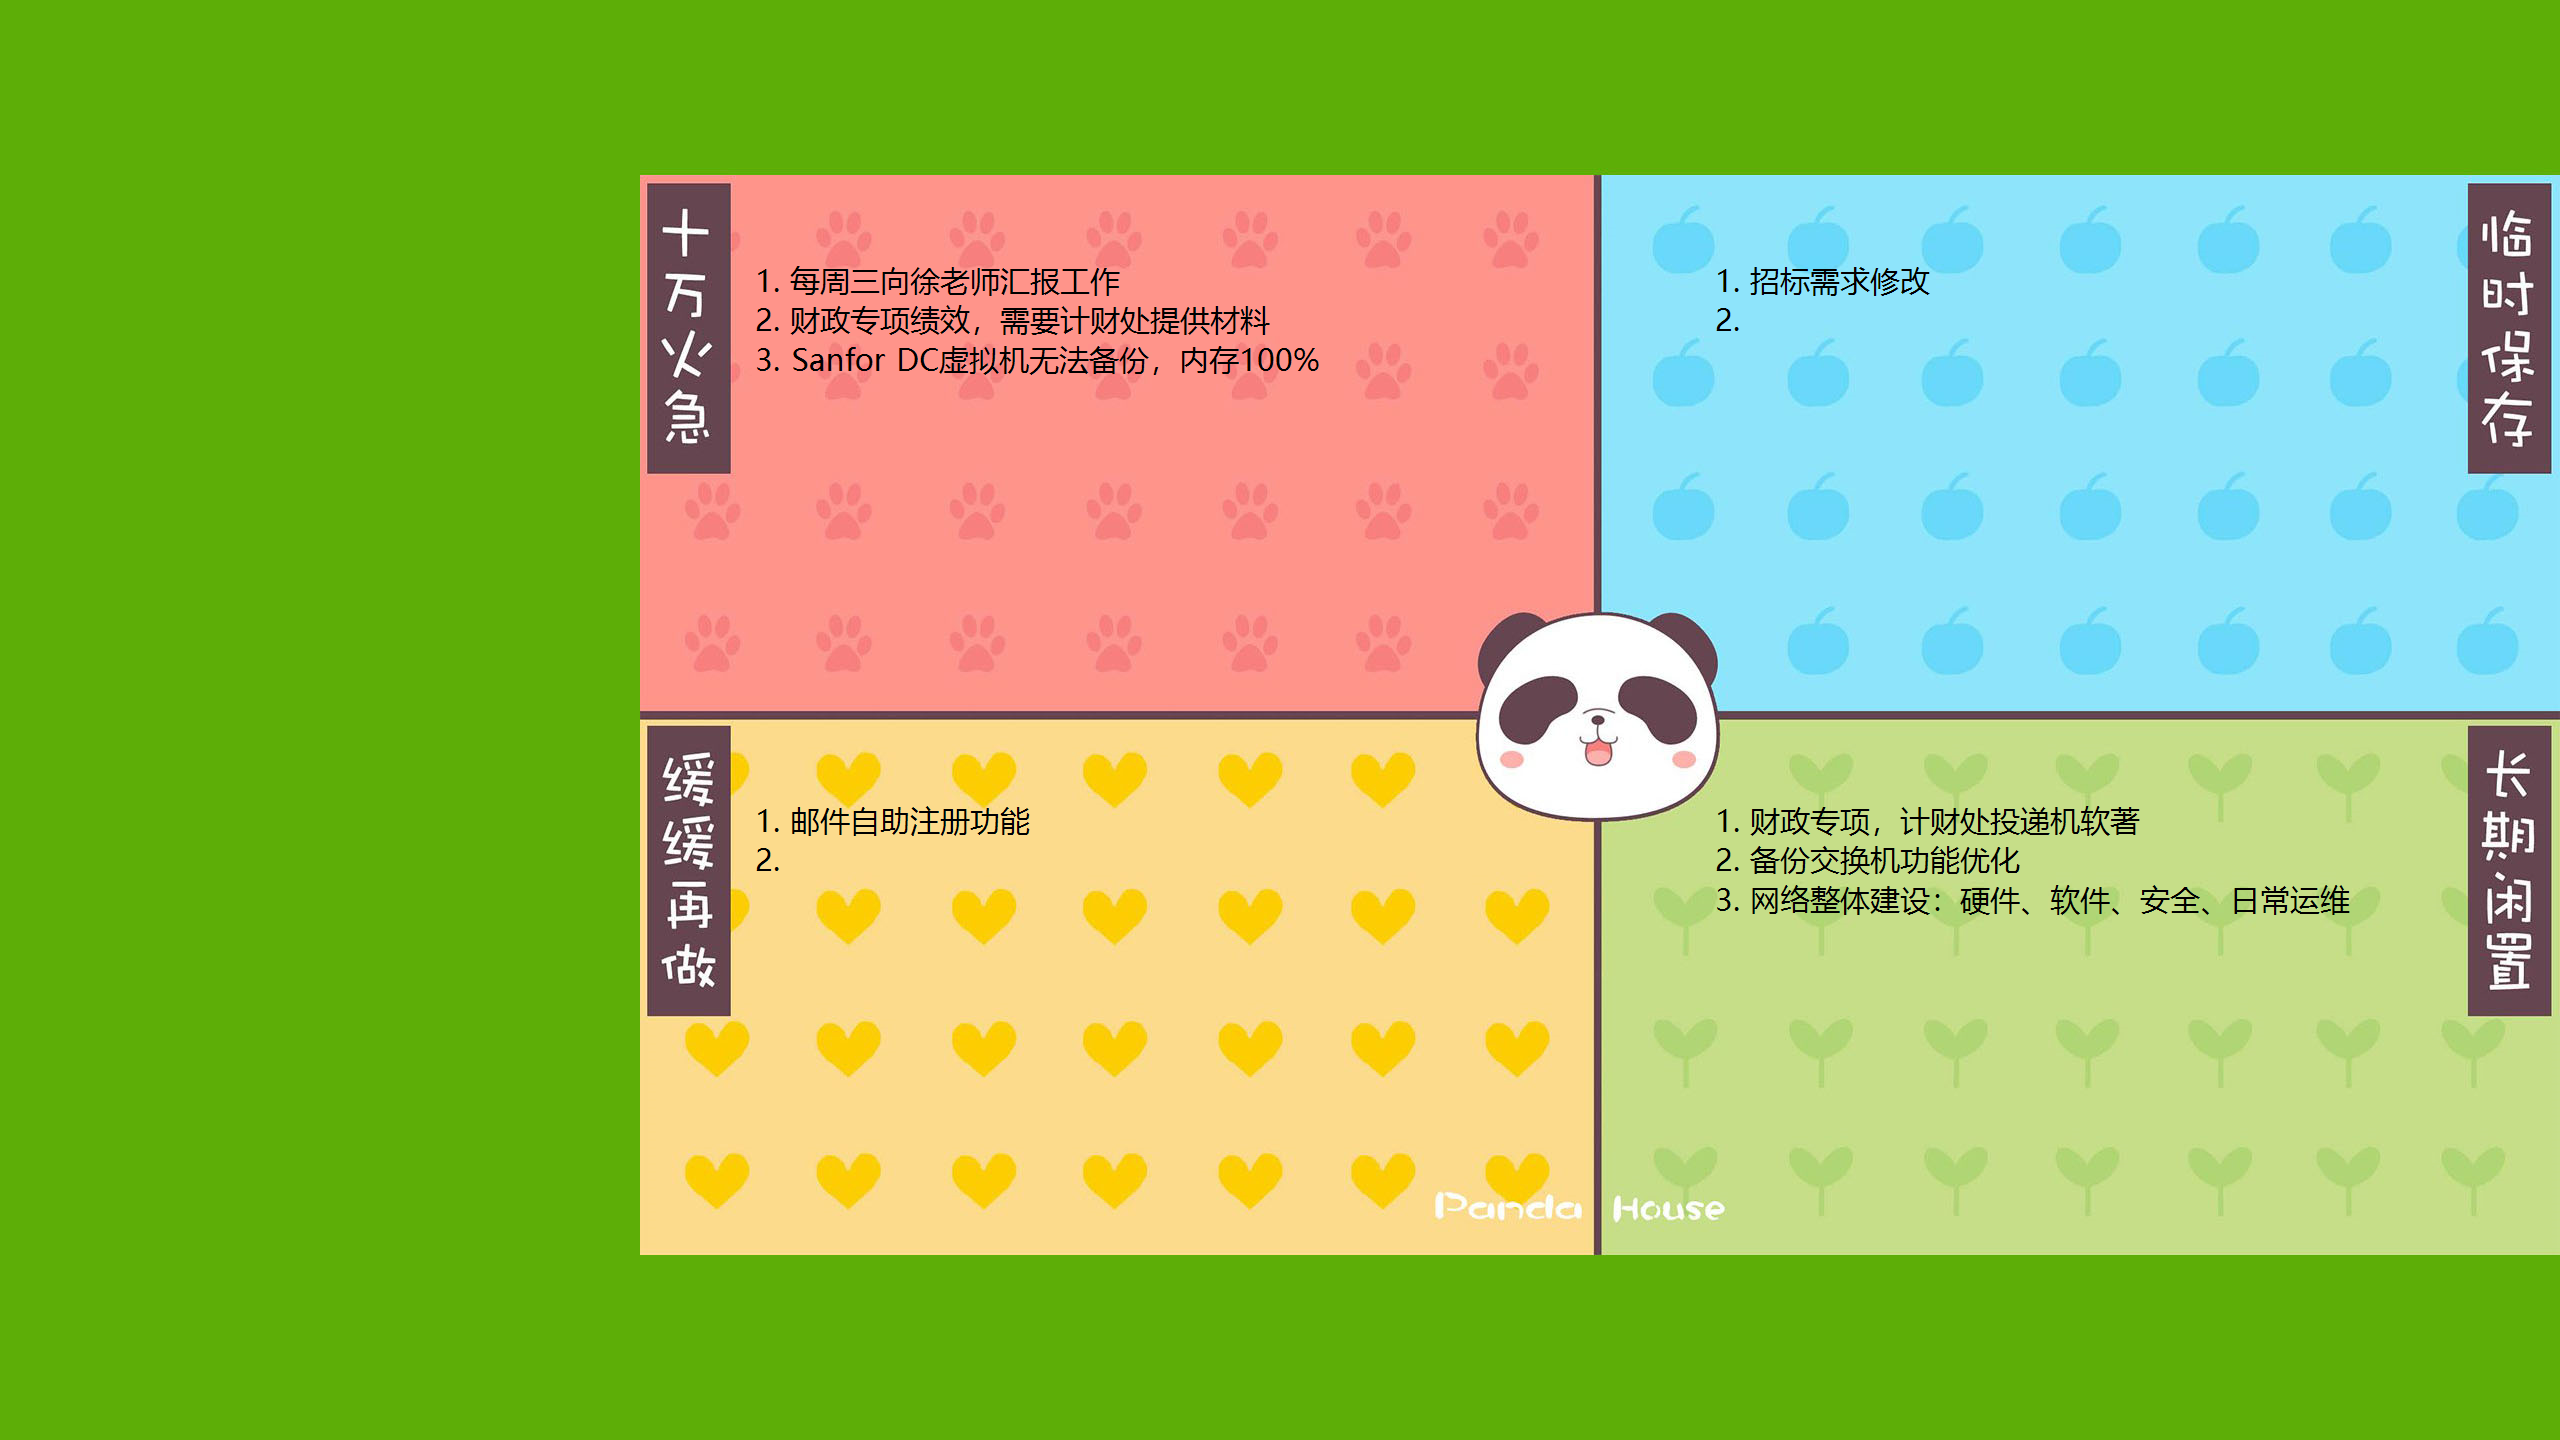 十万火急
1. 每周三向徐老师汇报工作
2. 财政专项绩效，需要计财处提供材料
3. Sanfor DC虚拟机无法备份，内存100%
临时保存
1. 招标需求修改
2.
缓缓再做
1. 邮件自助注册功能
2.
长期闲置
1. 财政专项，计财处投递机软著
2. 备份交换机功能优化
3. 网络整体建设：硬件、软件、安全、日常运维
Panda House